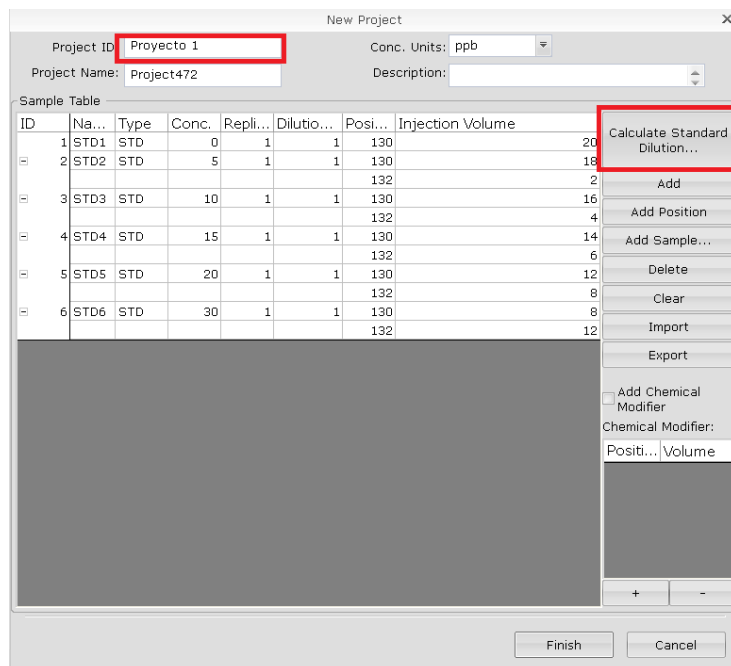 New Project
Project ID: Proyecto 1 Conc. Units: ppb
Project Name: Project472 Description:
Sample Table
ID Na... Type Conc. Repli... Dilutio... Posi... Injection Volume
1 STD1 STD 0 1 1 130 20
2 STD2 STD 5 1 1 130 18
132 2
3 STD3 STD 10 1 1 130 16
132 4
4 STD4 STD 15 1 1 130 14
132 6
5 STD5 STD 20 1 1 130 12
132 8
6 STD6 STD 30 1 1 130 8
132 12
Calculate Standard
Dilution...
Add
Add Position
Add Sample...
Delete
Clear
Import
Export
Add Chemical
Modifier
Chemical Modifier:
Positi... Volume
+ -
Finish Cancel